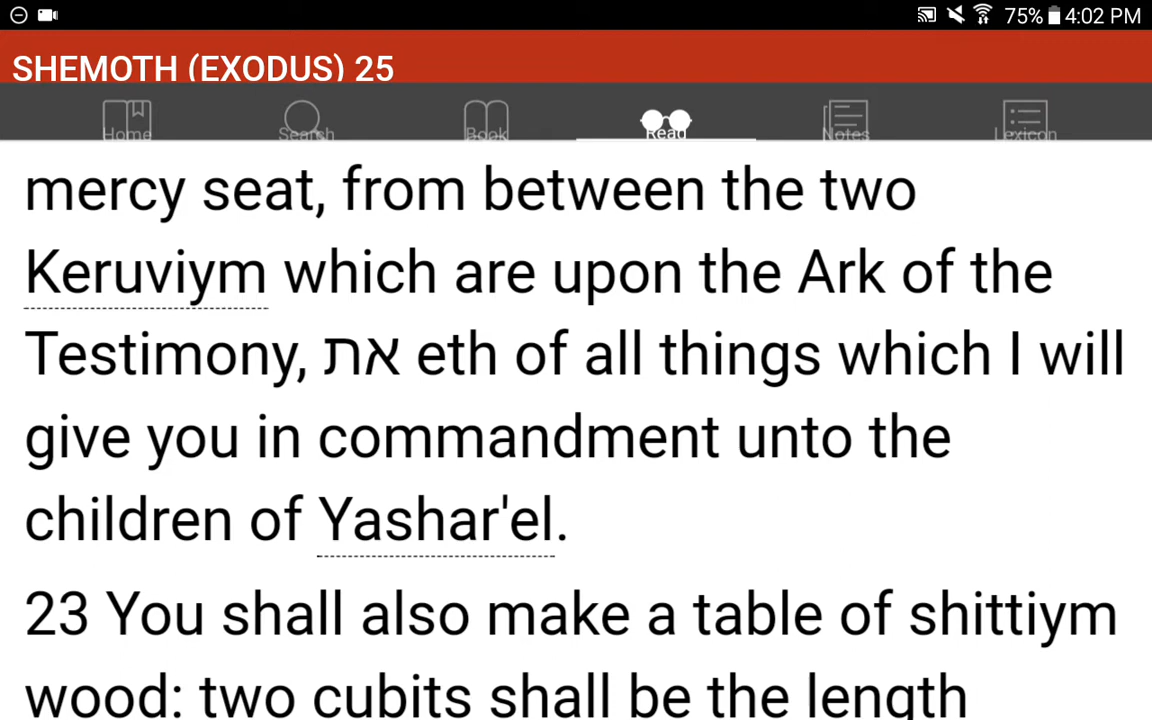 75% 4:02 PM
SHEMOTH (EXODUS) 25
Home Search Book Read Notes Lexicon
mercy seat, from between the two
Keruviym which are upon the Ark of the
Testimony, את eth of all things which I will
give you in commandment unto the
children of Yashar'el.
23 You shall also make a table of shittiym
wood: two cubits shall be the length